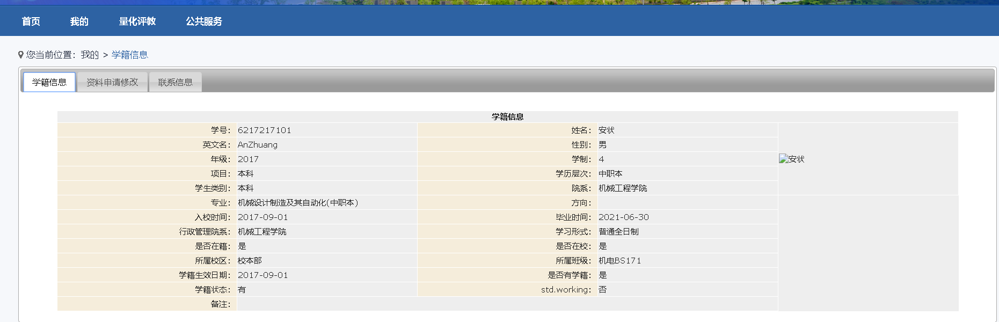 首页 我的 量化评教 公共服务
您当前位置：我的 > 学籍信息
学籍信息 资料申请修改 联系信息
学籍信息
学号： 6217217101 姓名： 安状
英文名： AnZhuang 性别： 男
年级： 2017 学制： 4 安状
项目： 本科 学历层次： 中职本
学生类别： 本科 院系： 机械工程学院
专业： 机械设计制造及其自动化(中职本) 方向：
入校时间： 2017-09-01 毕业时间： 2021-06-30
行政管理院系： 机械工程学院 学习形式： 普通全日制
是否在籍： 是 是否在校： 是
所属校区： 校本部 所属班级： 机电BS171
学籍生效日期： 2017-09-01 是否有学籍： 是
学籍状态： 有 std.working： 否
备注：